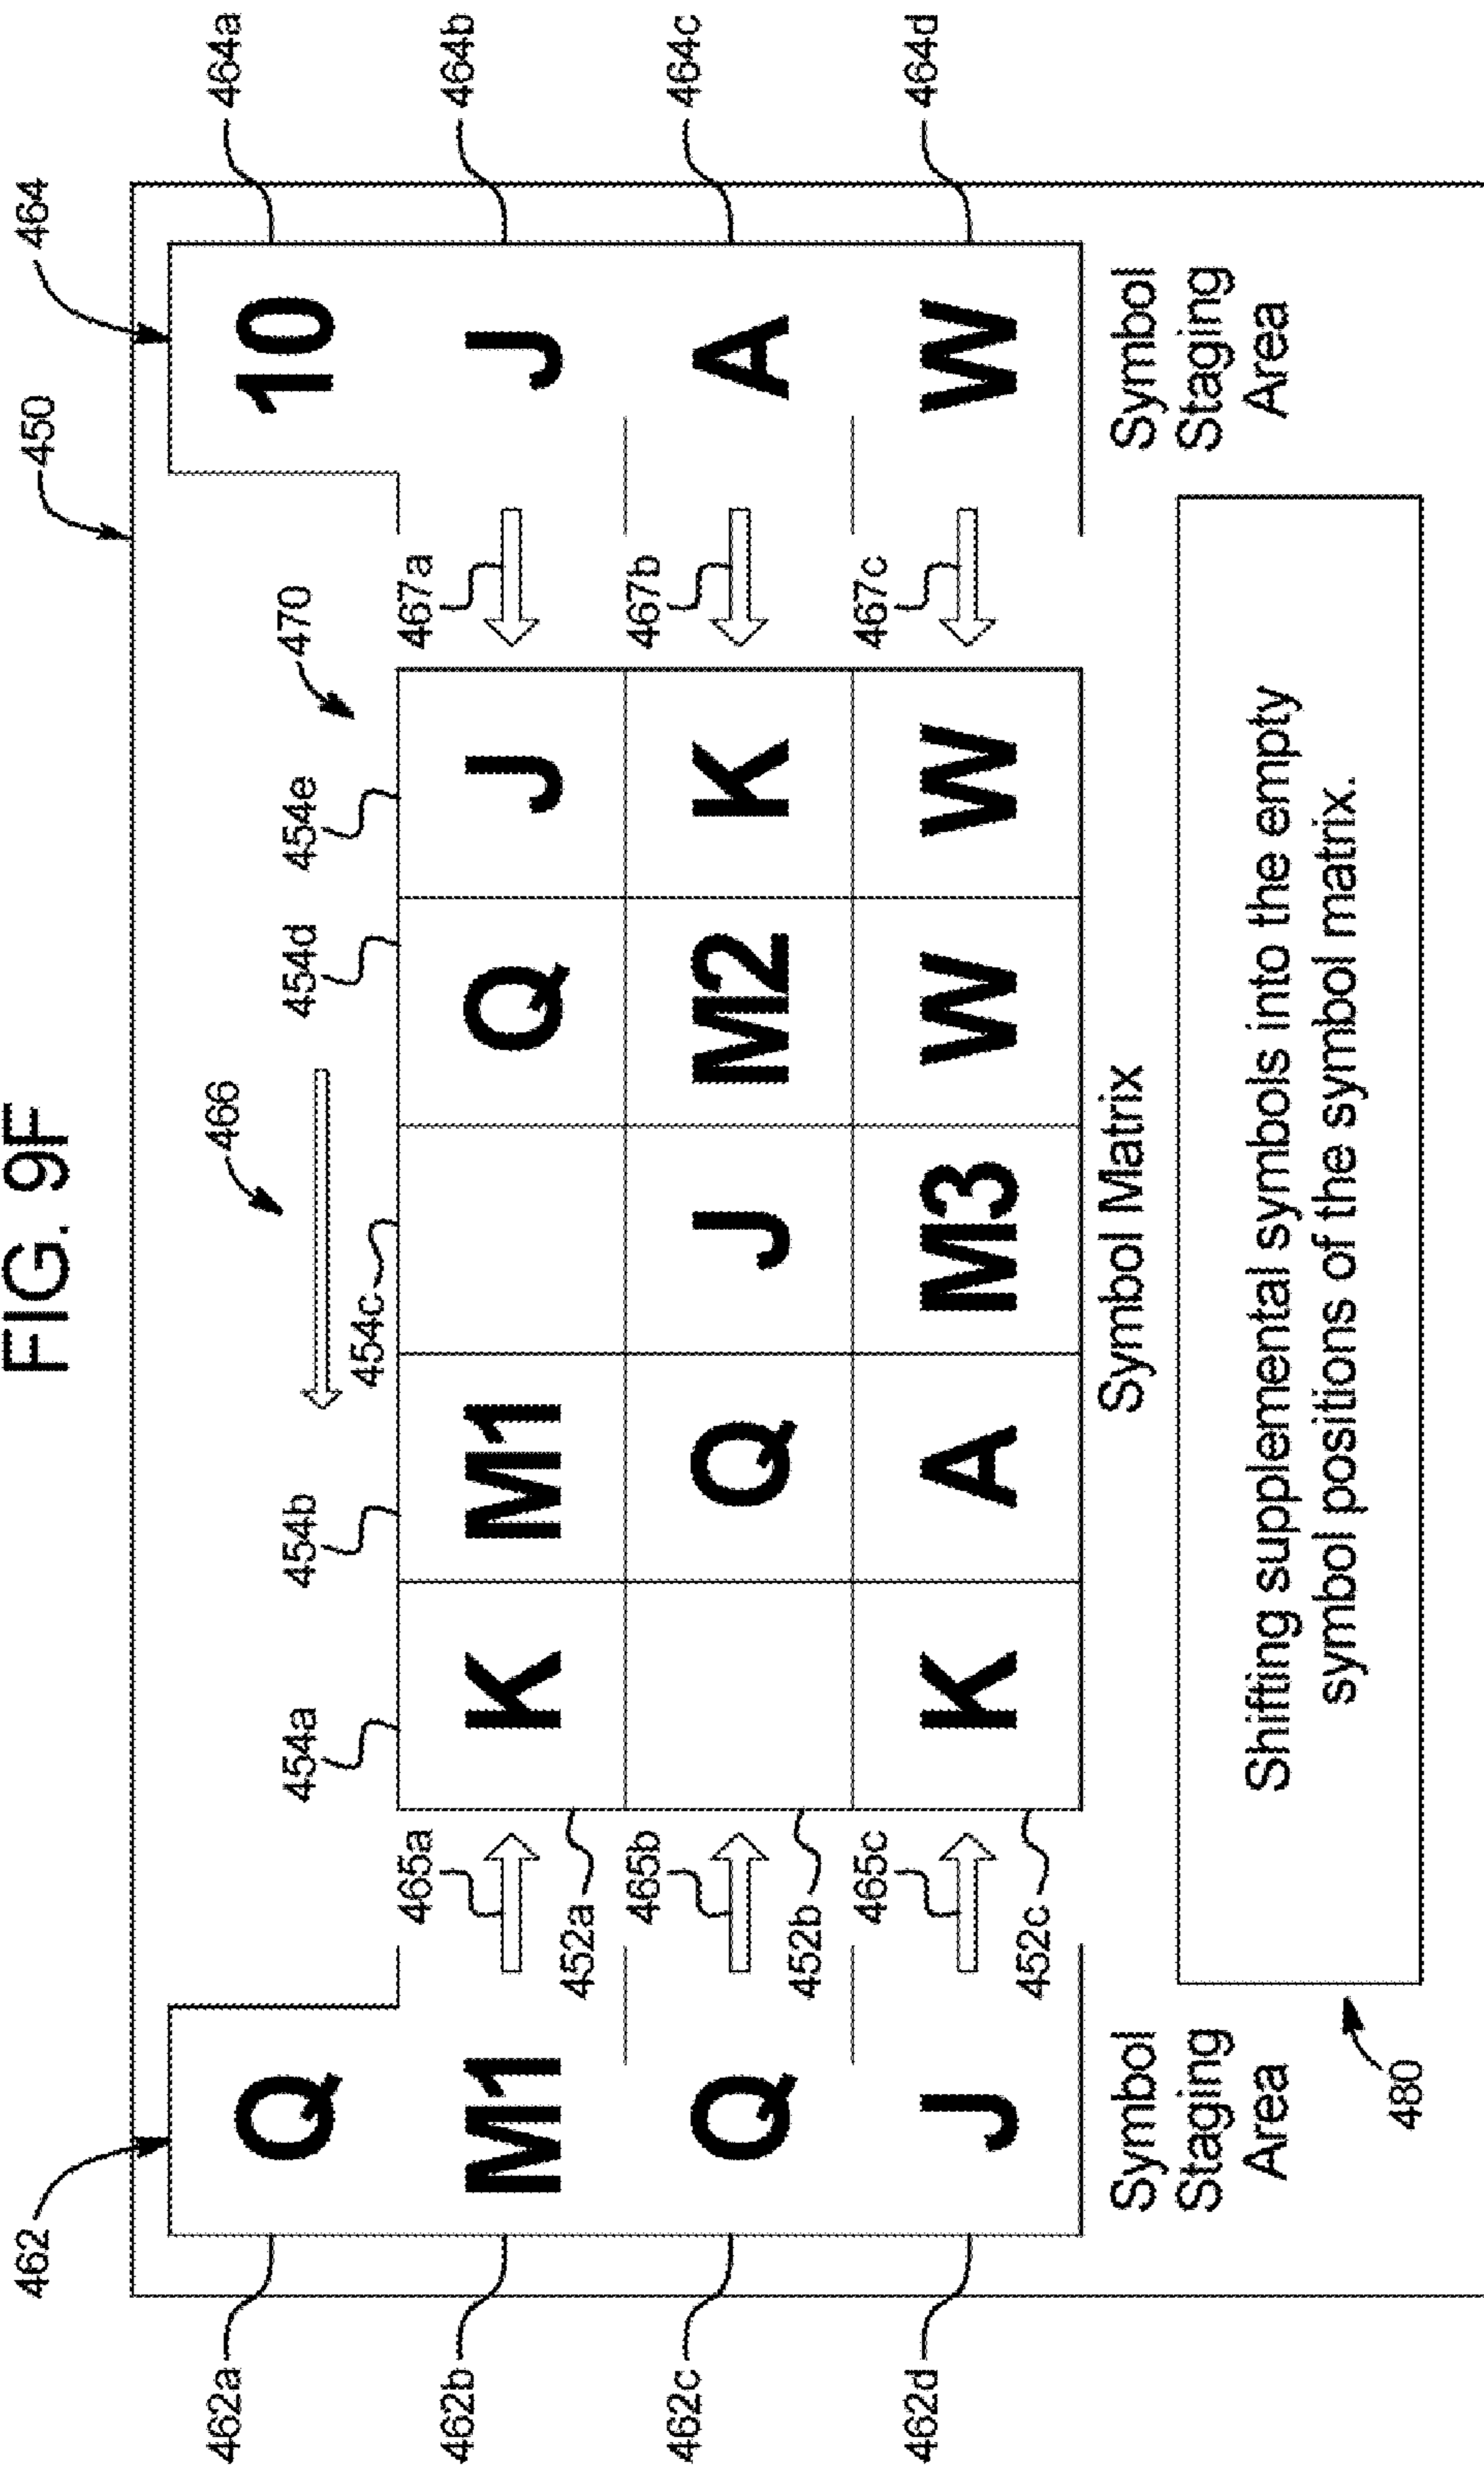 FIG. 9F
462
466
470
450
464
454a
454b
454c
454d
454e
462a
Q
10
464a
462b
M1
465a
K
M1
Q
J
467a
J
464b
452a
462c
Q
465b
Q
J
M2
K
467b
A
464c
452b
462d
J
465c
K
A
M3
W
W
467c
W
464d
452c
Symbol
Staging
Area
Symbol Matrix
Symbol
Staging
Area
480
Shifting supplemental symbols into the empty
symbol positions of the symbol matrix.